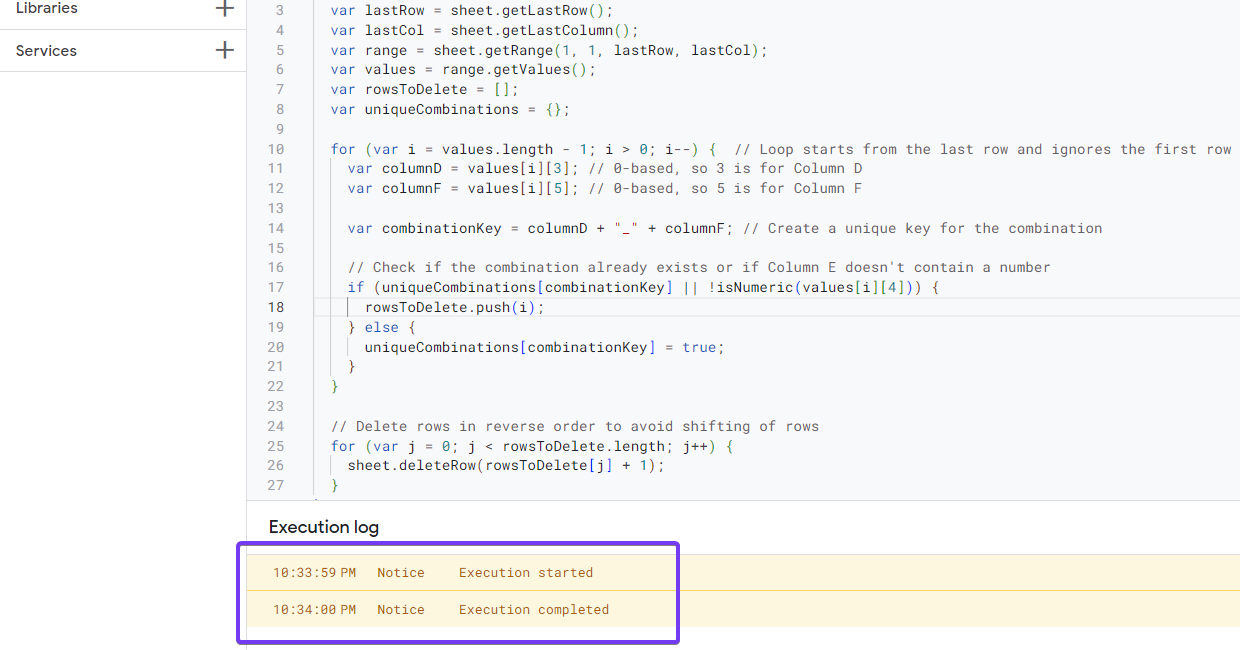 Libraries +
Services +
3 var lastRow = sheet.getLastRow();
4 var lastCol = sheet.getLastColumn();
5 var range = sheet.getRange(1, 1, lastRow, lastCol);
6 var values = range.getValues();
7 var rowsToDelete = [];
8 var uniqueCombinations = {};
9
10 for (var i = values.length - 1; i > 0; i--) { // Loop starts from the last row and ignores the first row
11 var columnD = values[i][3]; // 0-based, so 3 is for Column D
12 var columnF = values[i][5]; // 0-based, so 5 is for Column F
13
14 var combinationKey = columnD + "_" + columnF; // Create a unique key for the combination
15
16 // Check if the combination already exists or if Column E doesn't contain a number
17 if (uniqueCombinations[combinationKey] || !isNumeric(values[i][4])) {
18 rowsToDelete.push(i);
19 } else {
20 uniqueCombinations[combinationKey] = true;
21 }
22 }
23
24 // Delete rows in reverse order to avoid shifting of rows
25 for (var j = 0; j < rowsToDelete.length; j++) {
26 sheet.deleteRow(rowsToDelete[j] + 1);
27 }
Execution log
10:33:59 PM Notice Execution started
10:34:00 PM Notice Execution completed